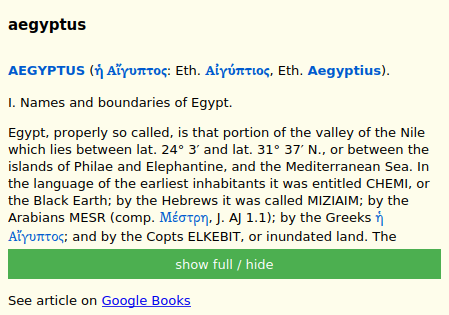 aegyptus
AEGYPTUS (ἡ Αἴγυπτος: Eth. Αἰγύπτιος, Eth. Aegyptius).
I. Names and boundaries of Egypt.
Egypt, properly so called, is that portion of the valley of the Nile
which lies between lat. 24° 3′ and lat. 31° 37′ N., or between the
islands of Philae and Elephantine, and the Mediterranean Sea. In
the language of the earliest inhabitants it was entitled CHEMI, or
the Black Earth; by the Hebrews it was called MIZIAIM; by the
Arabians MESR (comp. Μέστρη, J. AJ 1.1); by the Greeks ἡ
Αἴγυπτος; and by the Copts ELKEBIT, or inundated land. The
show full / hide
See article on Google Books